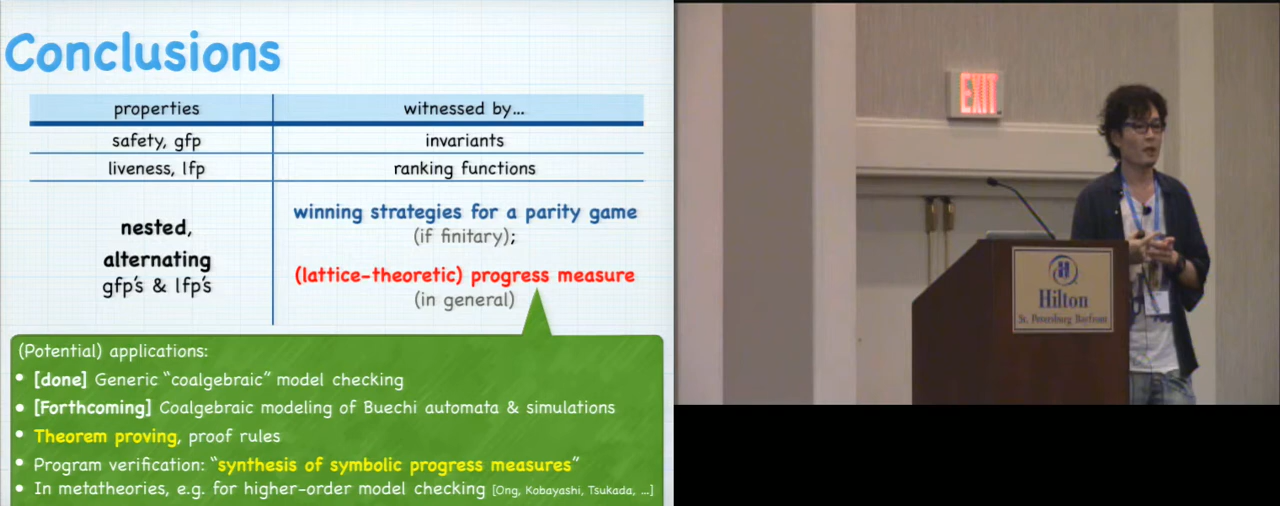 Conclusions
properties witnessed by...
safety, gfp invariants
liveness, lfp ranking functions
nested,
alternating
gfp's & lfp's
winning strategies for a parity game
(if finitary);
(lattice-theoretic) progress measure
(in general)
(Potential) applications:
• [done] Generic "coalgebraic" model checking
• [Forthcoming] Coalgebraic modeling of Buechi automata & simulations
• Theorem proving, proof rules
• Program verification: "synthesis of symbolic progress measures"
• In metatheories, e.g. for higher-order model checking [Ong, Kobayashi, Tsukada, ...]
EXIT
Hilton
St. Petersburg Bayfront